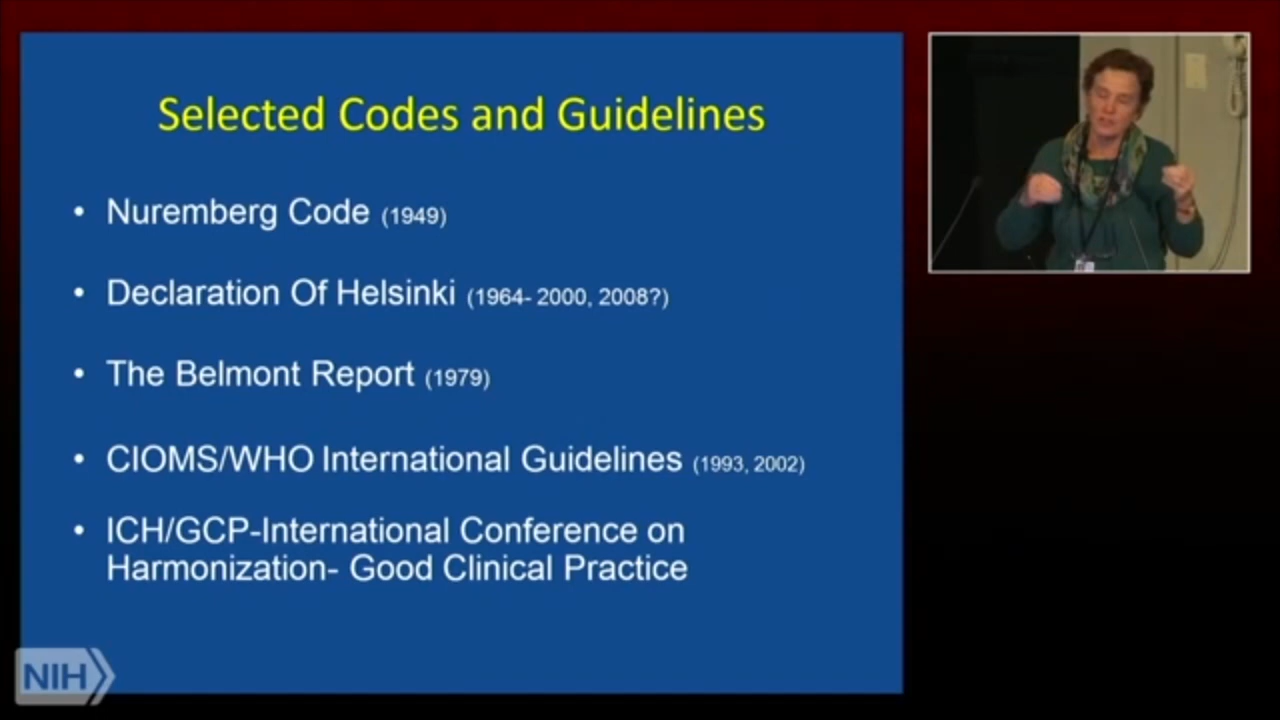 Selected Codes and Guidelines
• Nuremberg Code (1949)
• Declaration Of Helsinki (1964- 2000, 2008?)
• The Belmont Report (1979)
• CIOMS/WHO International Guidelines (1993, 2002)
• ICH/GCP-International Conference on
Harmonization- Good Clinical Practice
NIH